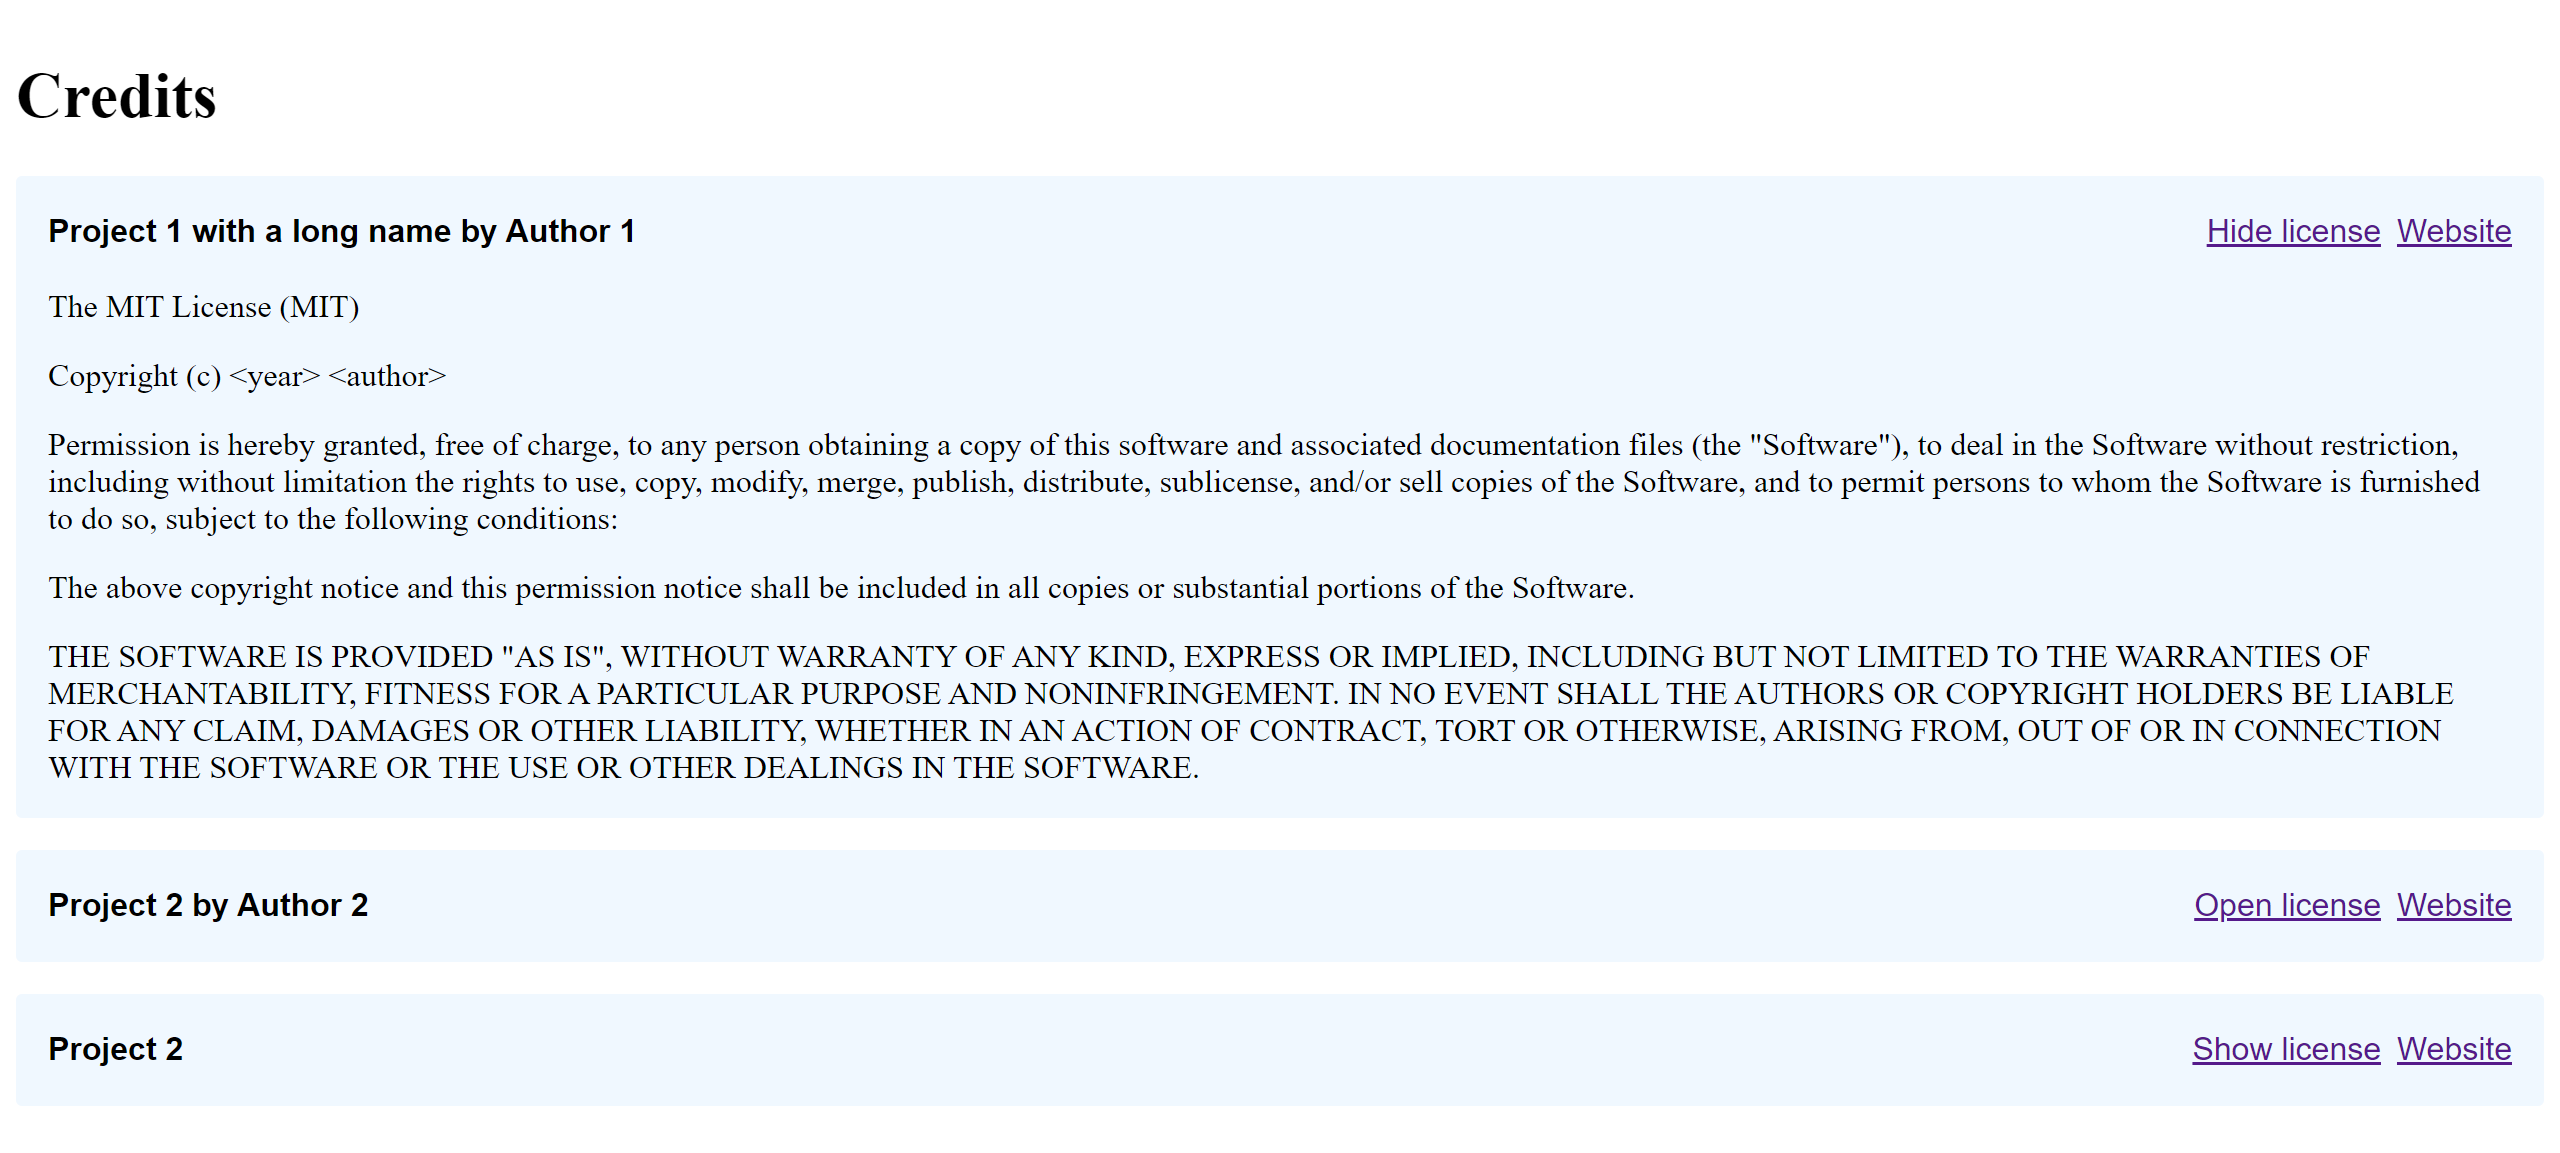 Credits
Project 1 with a long name by Author 1 Hide license Website
The MIT License (MIT)
Copyright (c) <year> <author>
Permission is hereby granted, free of charge, to any person obtaining a copy of this software and associated documentation files (the "Software"), to deal in the Software without restriction,
including without limitation the rights to use, copy, modify, merge, publish, distribute, sublicense, and/or sell copies of the Software, and to permit persons to whom the Software is furnished
to do so, subject to the following conditions:
The above copyright notice and this permission notice shall be included in all copies or substantial portions of the Software.
THE SOFTWARE IS PROVIDED "AS IS", WITHOUT WARRANTY OF ANY KIND, EXPRESS OR IMPLIED, INCLUDING BUT NOT LIMITED TO THE WARRANTIES OF
MERCHANTABILITY, FITNESS FOR A PARTICULAR PURPOSE AND NONINFRINGEMENT. IN NO EVENT SHALL THE AUTHORS OR COPYRIGHT HOLDERS BE LIABLE
FOR ANY CLAIM, DAMAGES OR OTHER LIABILITY, WHETHER IN AN ACTION OF CONTRACT, TORT OR OTHERWISE, ARISING FROM, OUT OF OR IN CONNECTION
WITH THE SOFTWARE OR THE USE OR OTHER DEALINGS IN THE SOFTWARE.
Project 2 by Author 2 Open license Website
Project 2 Show license Website